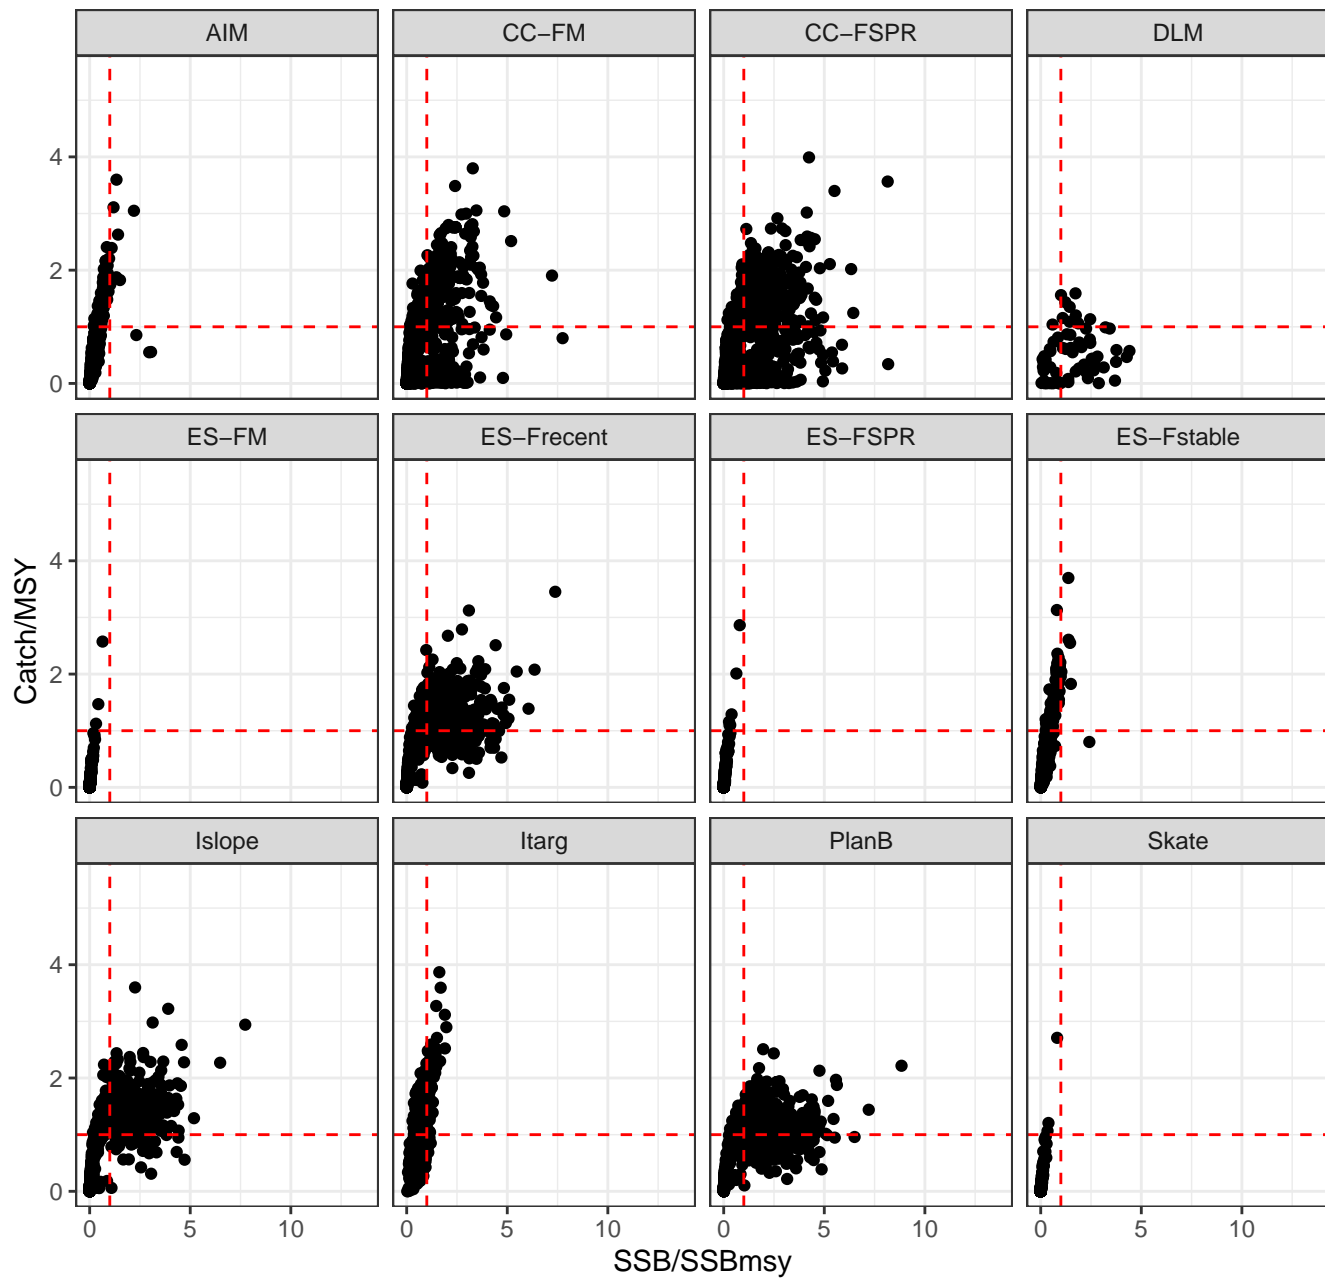 AIM CC−FM CC−FSPR DLM
4
2
0
ES−FM ES−Frecent ES−FSPR ES−Fstable
4
2
0
Islope Itarg PlanB Skate
4
2
0
0 5 10 0 5 10 0 5 10 0 5 10
Catch/MSY
SSB/SSBmsy